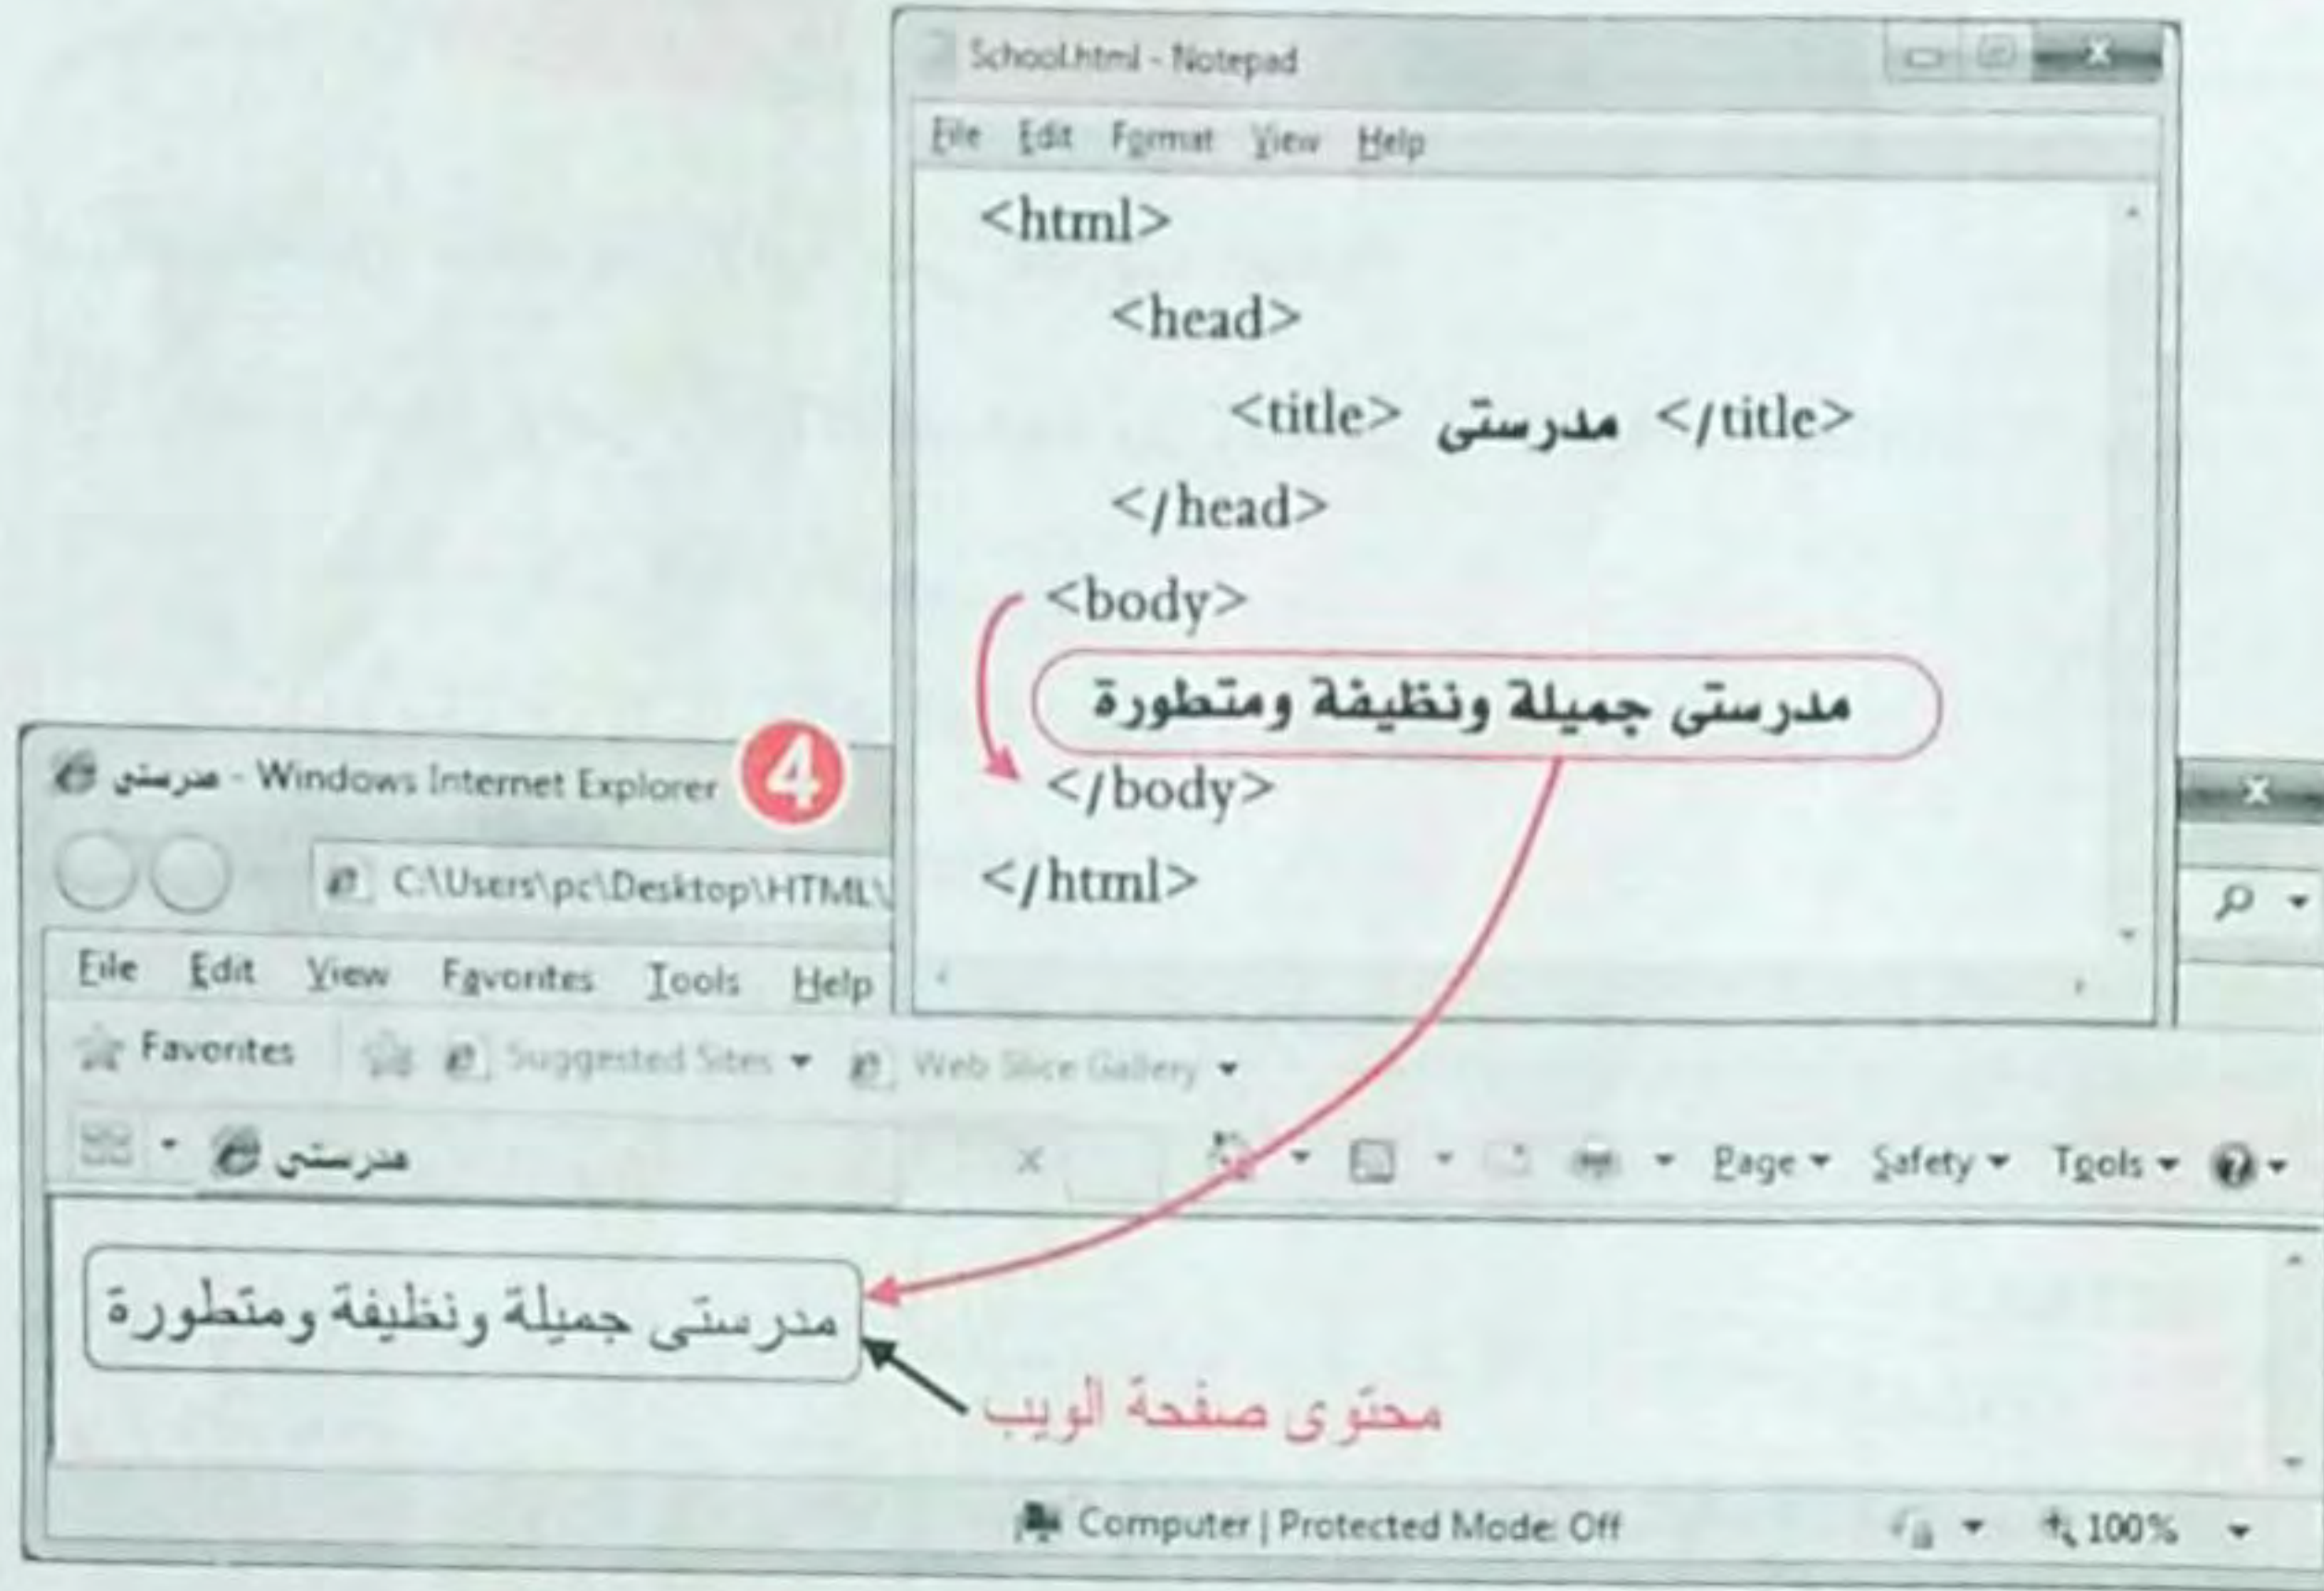 School.html - Notepad
File Edit Format View Help
<html>
<head>
<title> مدرستى </title>
</head>
<body>
مدرستى جميلة ونظيفة ومتطورة
</body>
</html>
مدرستى - Windows Internet Explorer
4
C:\Users\pc\Desktop\HTML\
File Edit View Favorites Tools Help
Favorites Suggested Sites Web Slice Gallery
مدرستى
Page Safety Tools
مدرستى جميلة ونظيفة ومتطورة
محتوى صفحة الويب
Computer | Protected Mode: Off
100%